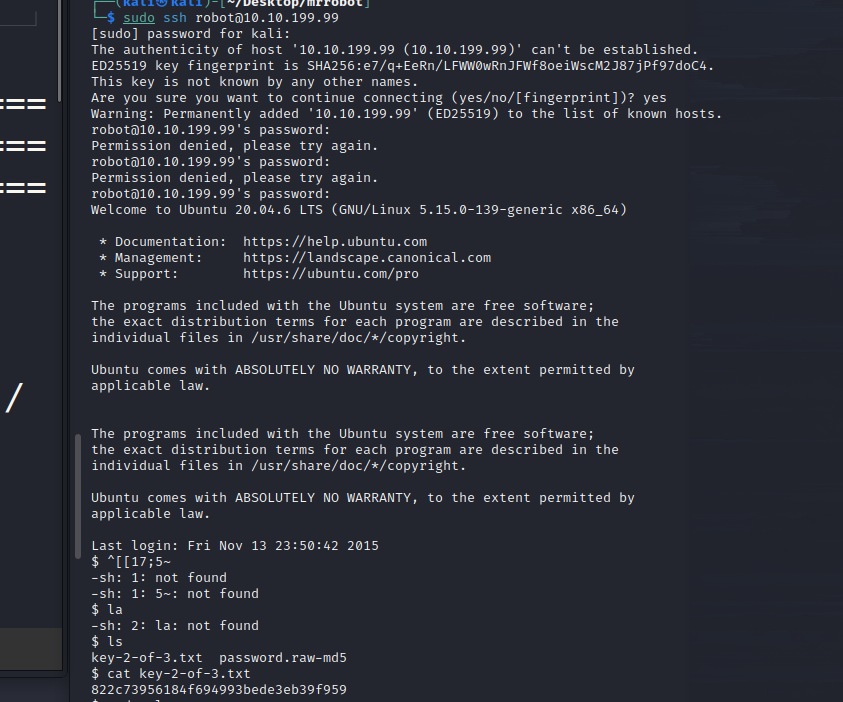 ┌──(kali㉿kali)-[~/Desktop/mrrobot]
└─$ sudo ssh robot@10.10.199.99
[sudo] password for kali:
The authenticity of host '10.10.199.99 (10.10.199.99)' can't be established.
ED25519 key fingerprint is SHA256:e7/q+EeRn/LFWW0wRnJFWf8oeiWscM2J87jPf97doC4.
This key is not known by any other names.
Are you sure you want to continue connecting (yes/no/[fingerprint])? yes
Warning: Permanently added '10.10.199.99' (ED25519) to the list of known hosts.
robot@10.10.199.99's password:
Permission denied, please try again.
robot@10.10.199.99's password:
Permission denied, please try again.
robot@10.10.199.99's password:
Welcome to Ubuntu 20.04.6 LTS (GNU/Linux 5.15.0-139-generic x86_64)

 * Documentation:  https://help.ubuntu.com
 * Management:     https://landscape.canonical.com
 * Support:        https://ubuntu.com/pro

The programs included with the Ubuntu system are free software;
the exact distribution terms for each program are described in the
individual files in /usr/share/doc/*/copyright.

Ubuntu comes with ABSOLUTELY NO WARRANTY, to the extent permitted by
applicable law.


The programs included with the Ubuntu system are free software;
the exact distribution terms for each program are described in the
individual files in /usr/share/doc/*/copyright.

Ubuntu comes with ABSOLUTELY NO WARRANTY, to the extent permitted by
applicable law.

Last login: Fri Nov 13 23:50:42 2015
$ ^[[17;5~
-sh: 1: not found
-sh: 1: 5~: not found
$ la
-sh: 2: la: not found
$ ls
key-2-of-3.txt  password.raw-md5
$ cat key-2-of-3.txt
822c73956184f694993bede3eb39f959
===
===
===
/